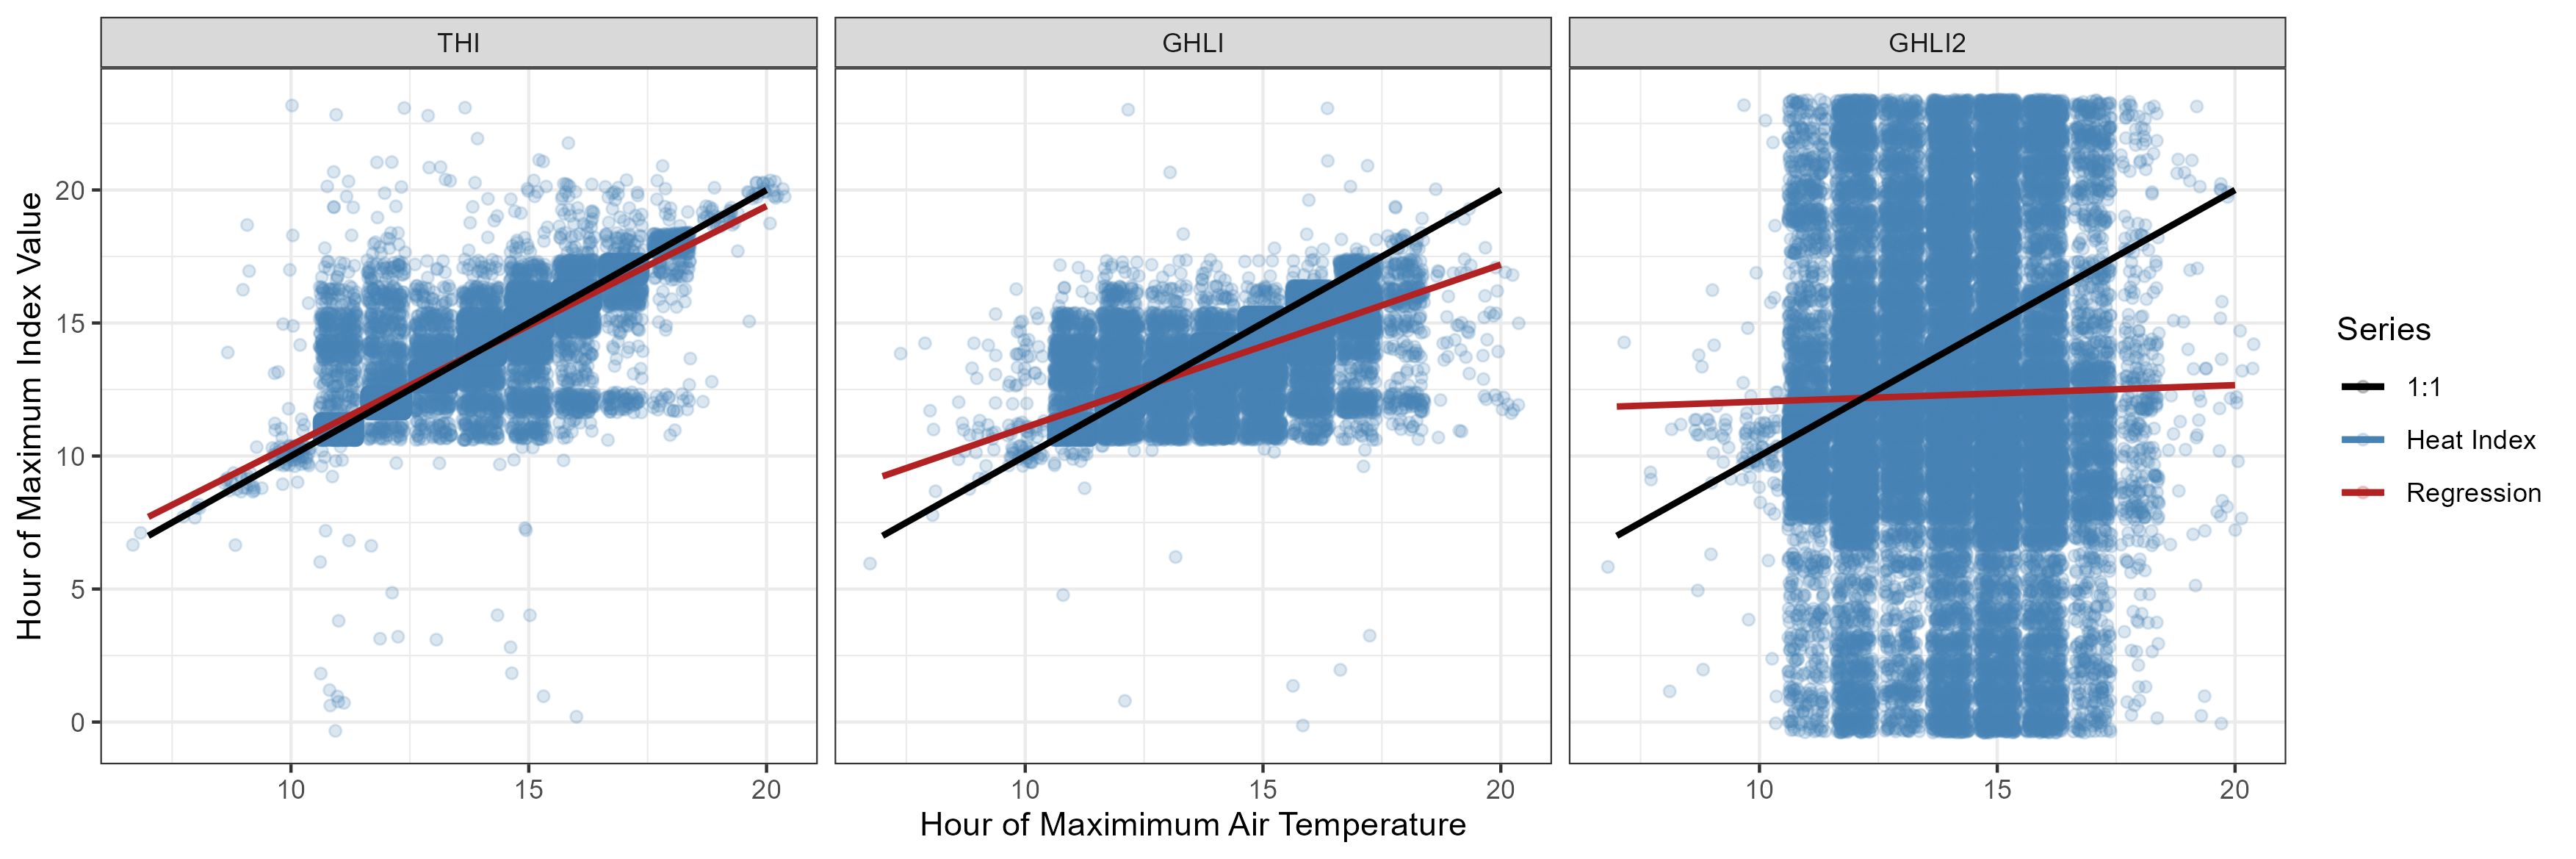 THI GHLI GHLI2
Hour of Maximum Index Value
20
15
10
5
0
10 15 20 10 15 20 10 15 20
Hour of Maximimum Air Temperature
Series
1:1
Heat Index
Regression